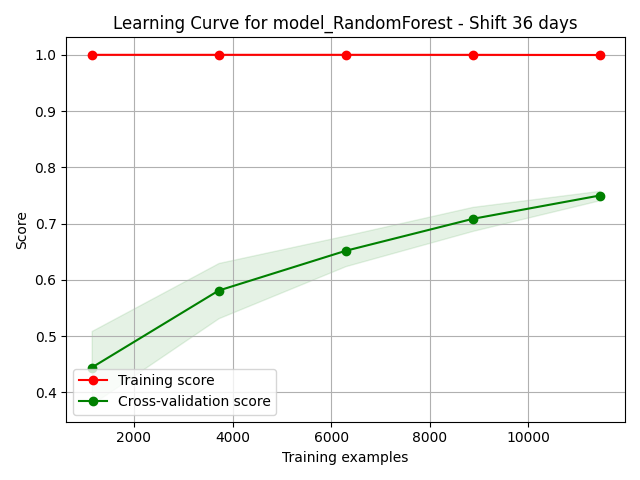 Learning Curve for model_RandomForest - Shift 36 days
Score
1.0
0.9
0.8
0.7
0.6
0.5
0.4
Training score
Cross-validation score
2000 4000 6000 8000 10000
Training examples